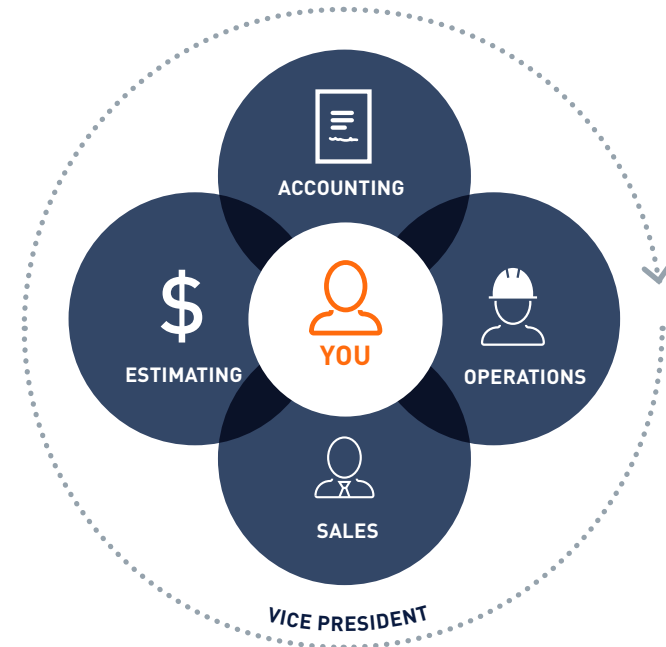 ACCOUNTING
$
ESTIMATING
YOU
OPERATIONS
SALES
VICE PRESIDENT